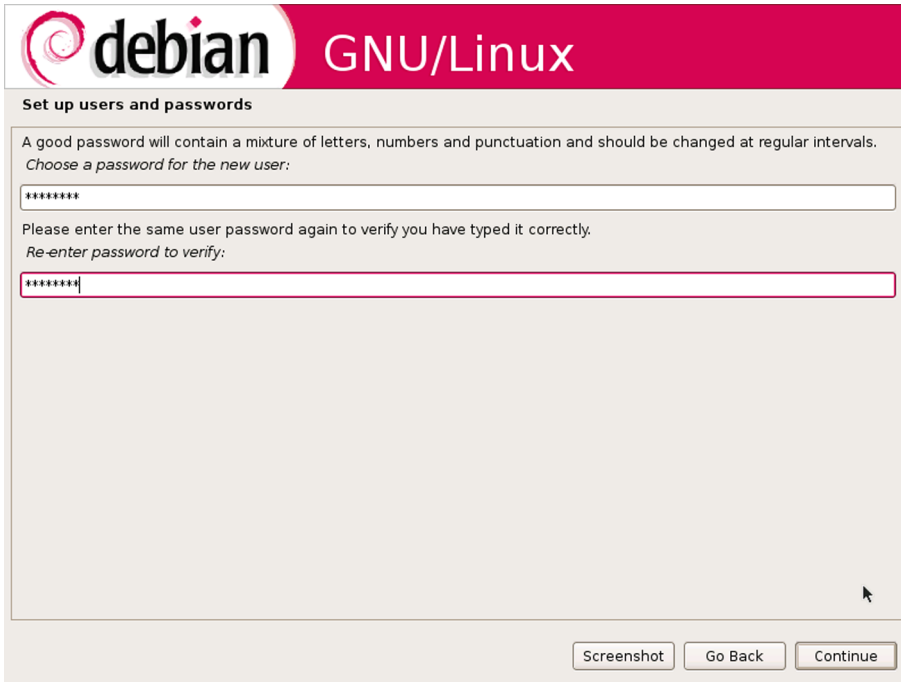 debian GNU/Linux
Set up users and passwords
A good password will contain a mixture of letters, numbers and punctuation and should be changed at regular intervals.
Choose a password for the new user:
********
Please enter the same user password again to verify you have typed it correctly.
Re-enter password to verify:
********
Screenshot Go Back Continue